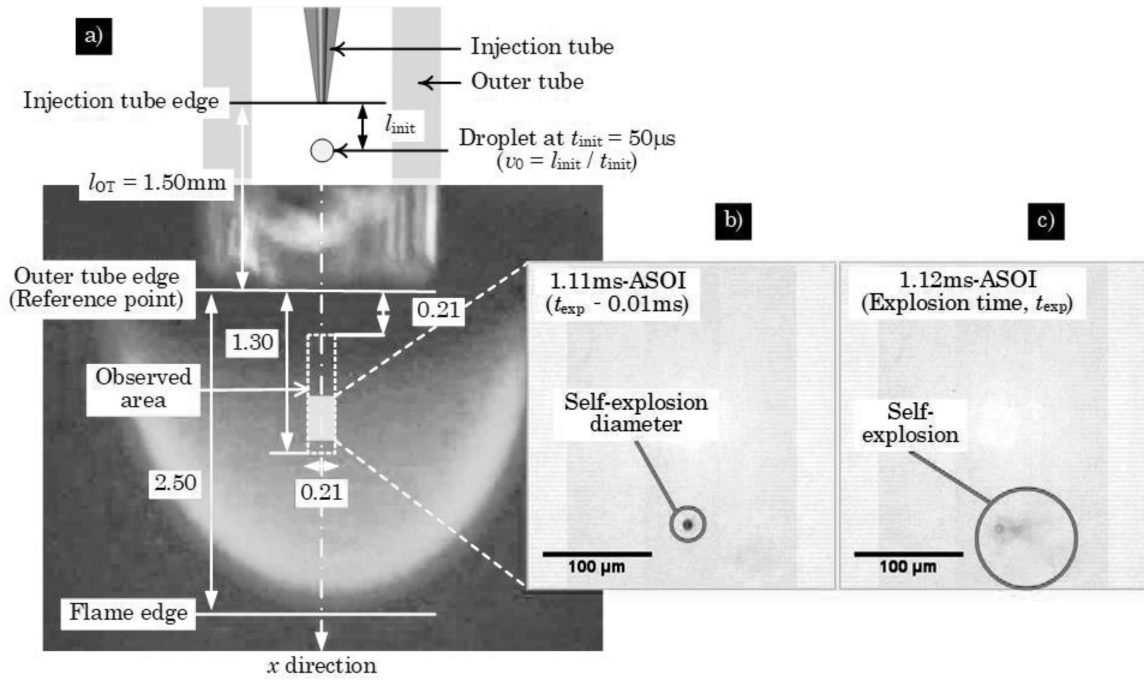 a)
Injection tube
Outer tube
Injection tube edge
l_init
Droplet at t_init = 50µs
(v0 = l_init / t_init)
l_OT = 1.50mm
Outer tube edge
(Reference point)
0.21
1.30
Observed
area
2.50
0.21
Flame edge
x direction
b)
1.11ms-ASOI
(t_exp - 0.01ms)
Self-explosion
diameter
100 µm
c)
1.12ms-ASOI
(Explosion time, t_exp)
Self-
explosion
100 µm